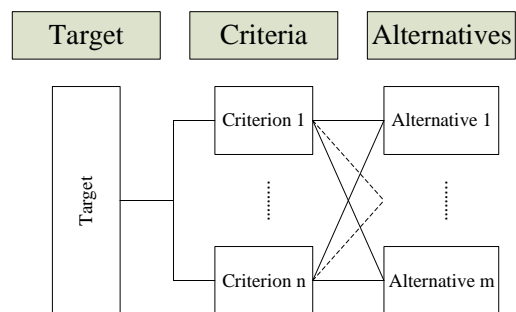 Target
Criteria
Alternatives
Target
Criterion 1
Alternative 1
Criterion n
Alternative m